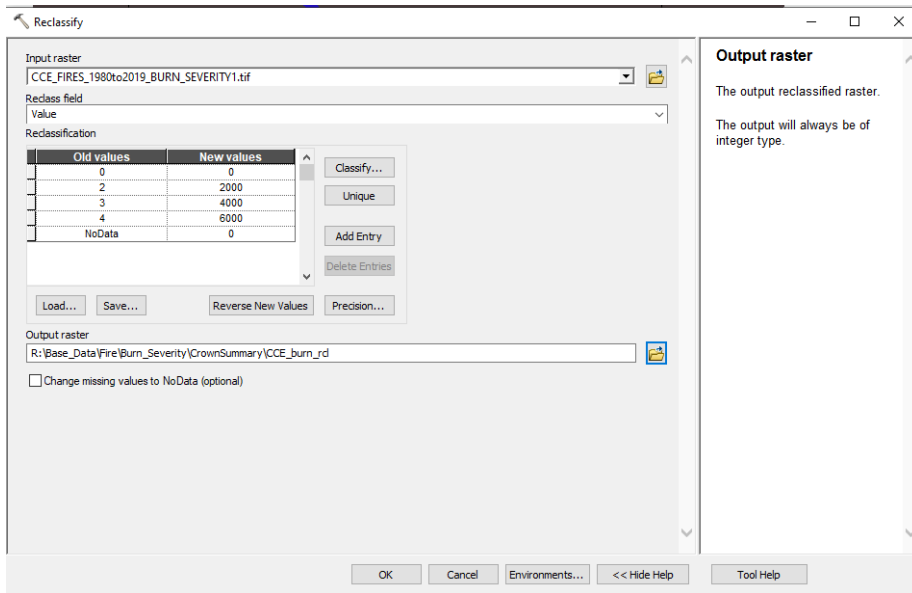 Reclassify
Input raster
CCE_FIRES_1980to2019_BURN_SEVERITY1.tif
Reclass field
Value
Reclassification
Old values New values
0 0
2 2000
3 4000
4 6000
NoData 0
Classify...
Unique
Add Entry
Delete Entries
Load... Save... Reverse New Values Precision...
Output raster
R:\Base_Data\Fire\Burn_Severity\CrownSummary\CCE_burn_rcl
Change missing values to NoData (optional)
OK Cancel Environments... << Hide Help Tool Help
Output raster
The output reclassified raster.
The output will always be of
integer type.